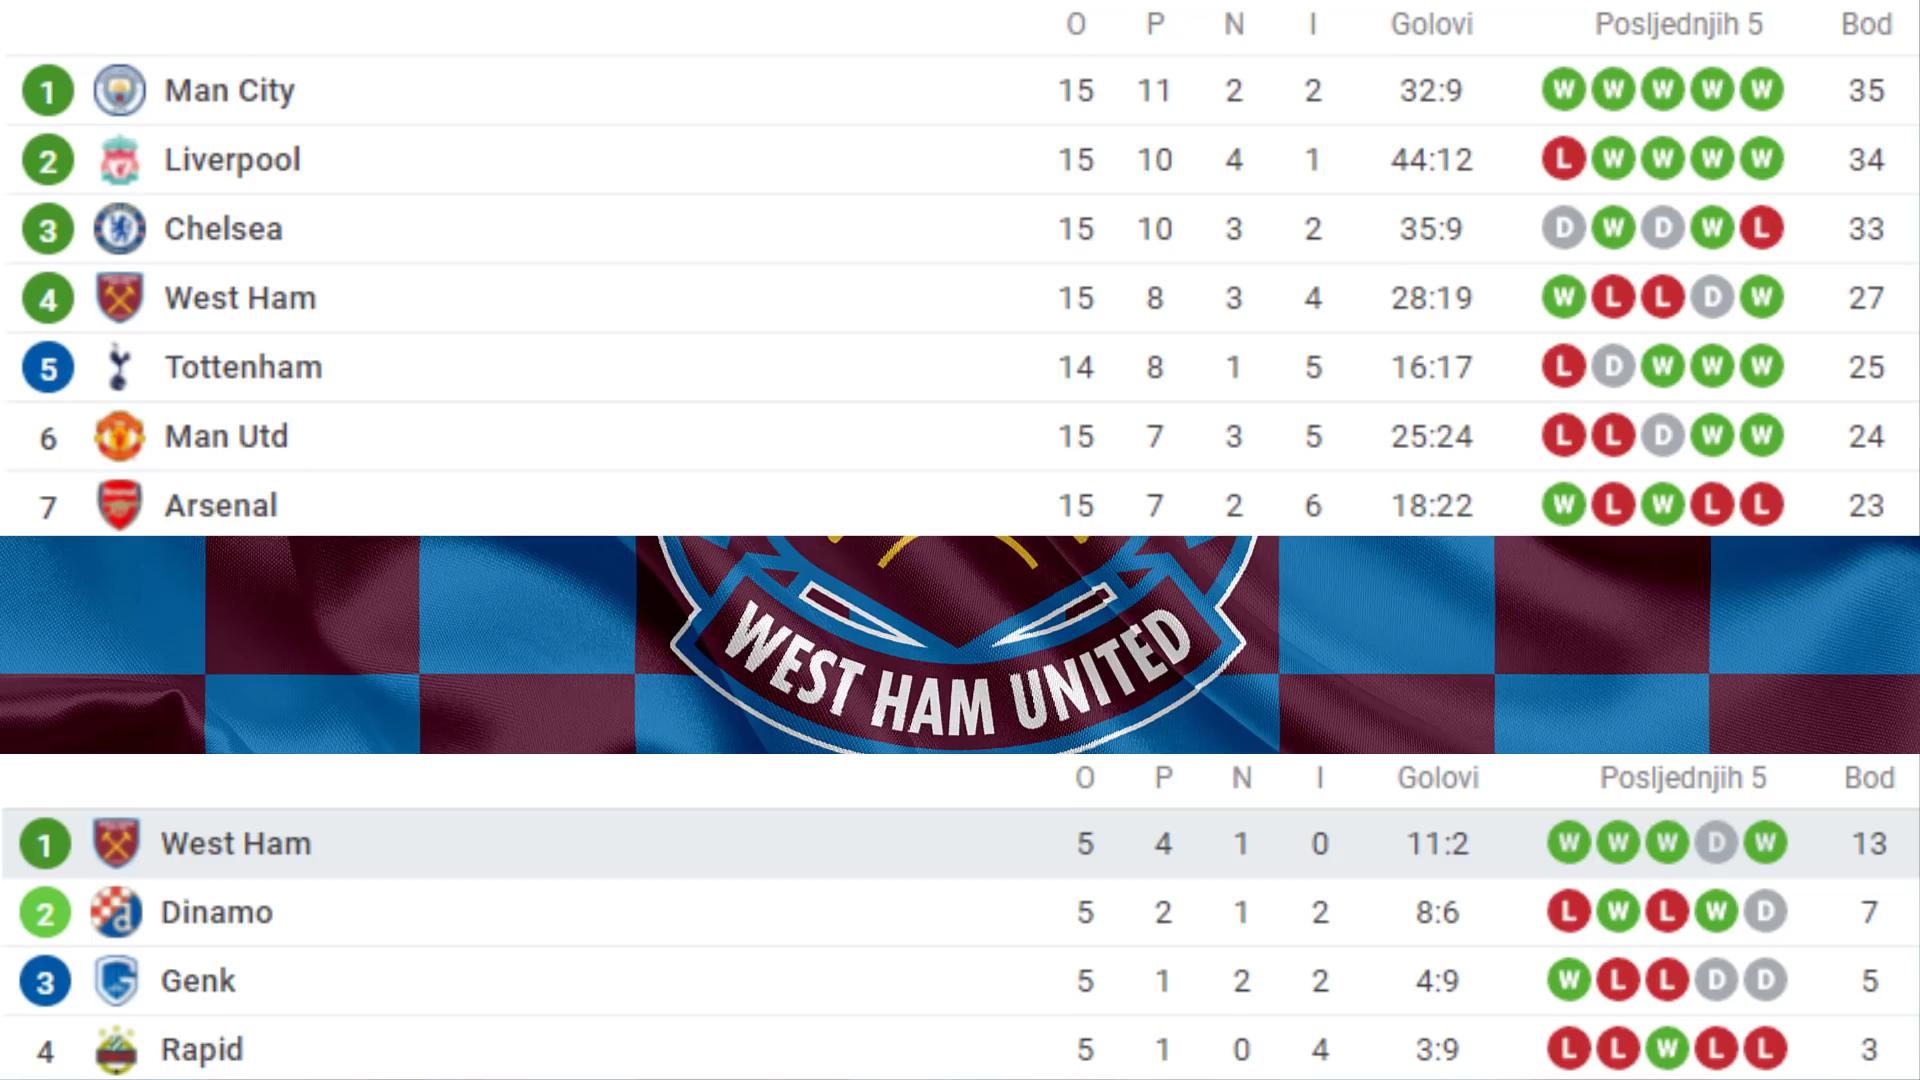 O P N I Golovi Posljednjih 5 Bod
1 Man City 15 11 2 2 32:9 W W W W W 35
2 Liverpool 15 10 4 1 44:12 L W W W W 34
3 Chelsea 15 10 3 2 35:9 D W D W L 33
4 West Ham 15 8 3 4 28:19 W L L D W 27
5 Tottenham 14 8 1 5 16:17 L D W W W 25
6 Man Utd 15 7 3 5 25:24 L L D W W 24
7 Arsenal 15 7 2 6 18:22 W L W L L 23
WEST HAM UNITED
O P N I Golovi Posljednjih 5 Bod
1 West Ham 5 4 1 0 11:2 W W W D W 13
2 Dinamo 5 2 1 2 8:6 L W L W D 7
3 Genk 5 1 2 2 4:9 W L L D D 5
4 Rapid 5 1 0 4 3:9 L L W L L 3